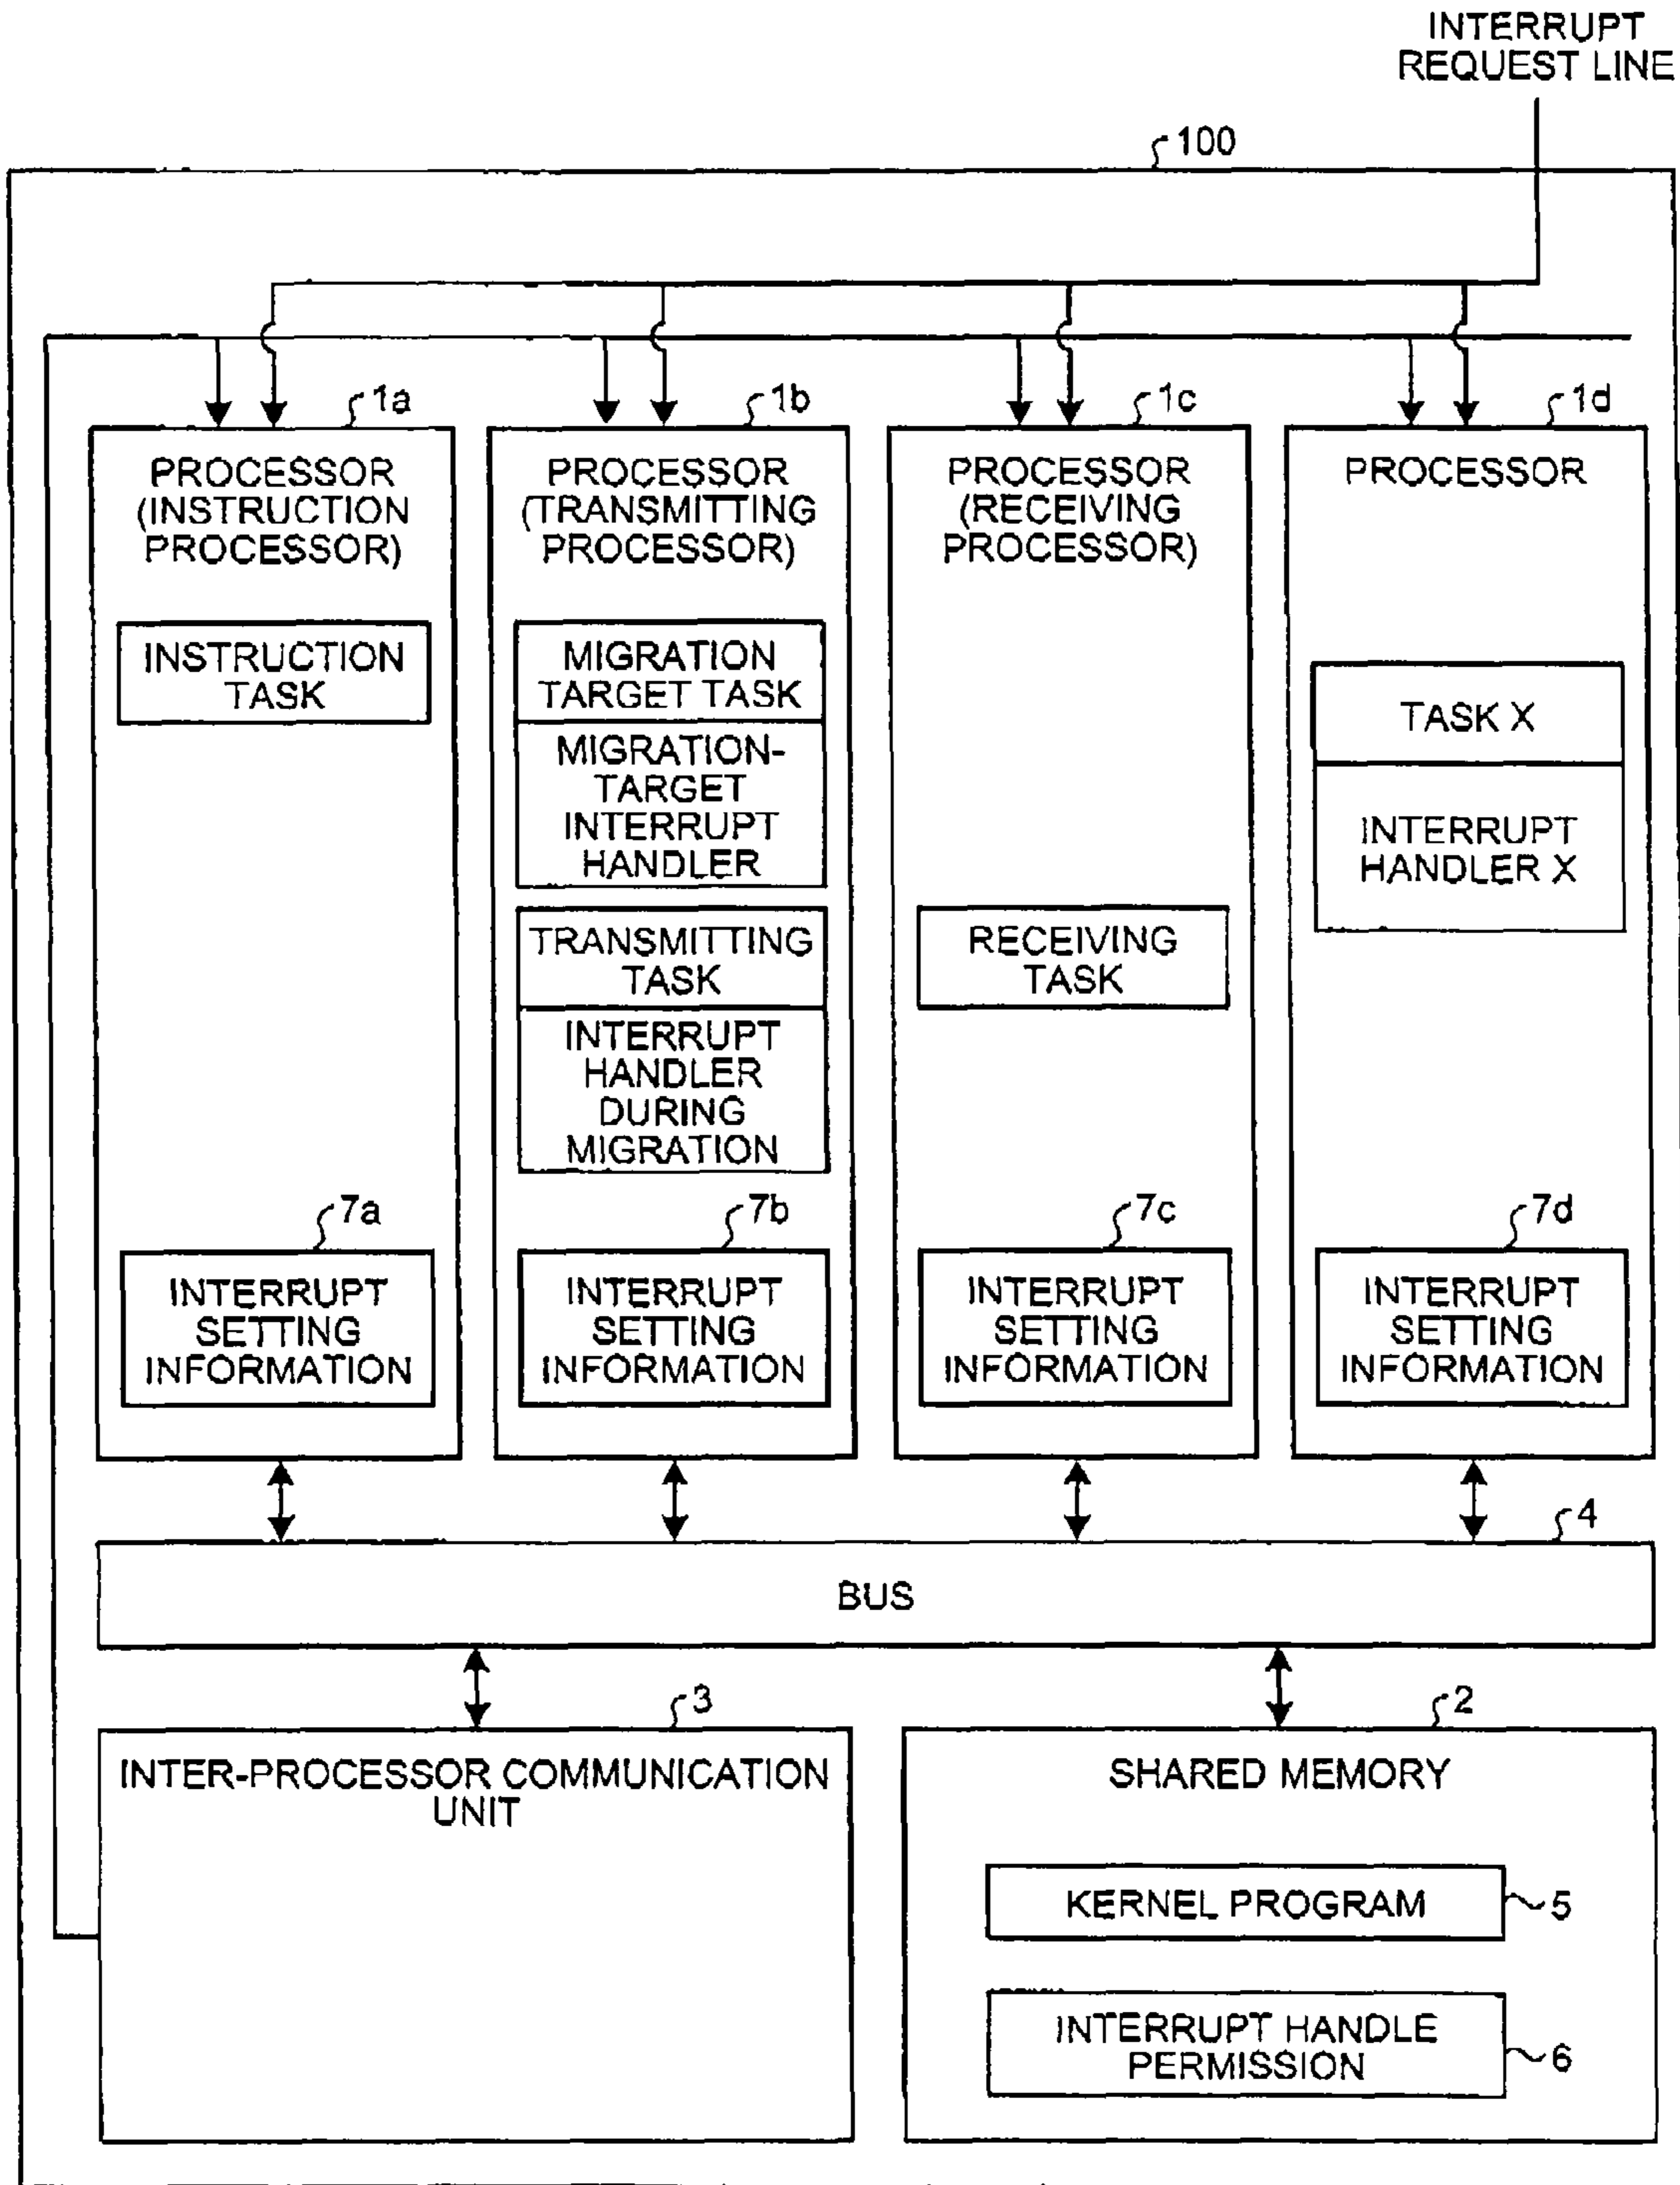 INTERRUPT
REQUEST LINE
100
1a
1b
1c
1d
PROCESSOR
(INSTRUCTION
PROCESSOR)
INSTRUCTION
TASK
7a
INTERRUPT
SETTING
INFORMATION
PROCESSOR
(TRANSMITTING
PROCESSOR)
MIGRATION
TARGET TASK
MIGRATION-
TARGET
INTERRUPT
HANDLER
TRANSMITTING
TASK
INTERRUPT
HANDLER
DURING
MIGRATION
7b
INTERRUPT
SETTING
INFORMATION
PROCESSOR
(RECEIVING
PROCESSOR)
RECEIVING
TASK
7c
INTERRUPT
SETTING
INFORMATION
PROCESSOR
TASK X
INTERRUPT
HANDLER X
7d
INTERRUPT
SETTING
INFORMATION
4
BUS
3
INTER-PROCESSOR COMMUNICATION
UNIT
2
SHARED MEMORY
KERNEL PROGRAM
5
INTERRUPT HANDLE
PERMISSION
6